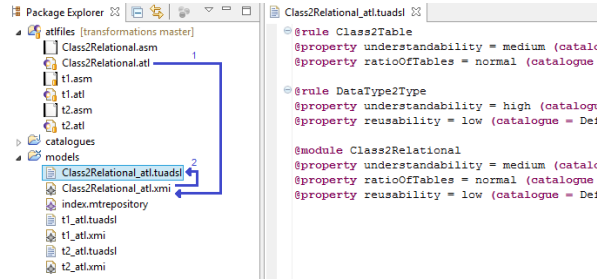 Package Explorer
atlfiles [transformations master]
Class2Relational.asm
Class2Relational.atl
t1.asm
t1.atl
t2.asm
t2.atl
catalogues
models
Class2Relational_atl.tuadsl
Class2Relational_atl.xmi
index.mtrepository
t1_atl.tuadsl
t1_atl.xmi
t2_atl.tuadsl
t2_atl.xmi
1
2
Class2Relational_atl.tuadsl
@rule Class2Table
@property understandability = medium (catalo
@property ratioOfTables = normal (catalogue
@rule DataType2Type
@property understandability = high (catalogu
@property reusability = low (catalogue = Def
@module Class2Relational
@property understandability = medium (catalo
@property ratioOfTables = normal (catalogue
@property reusability = low (catalogue = Def